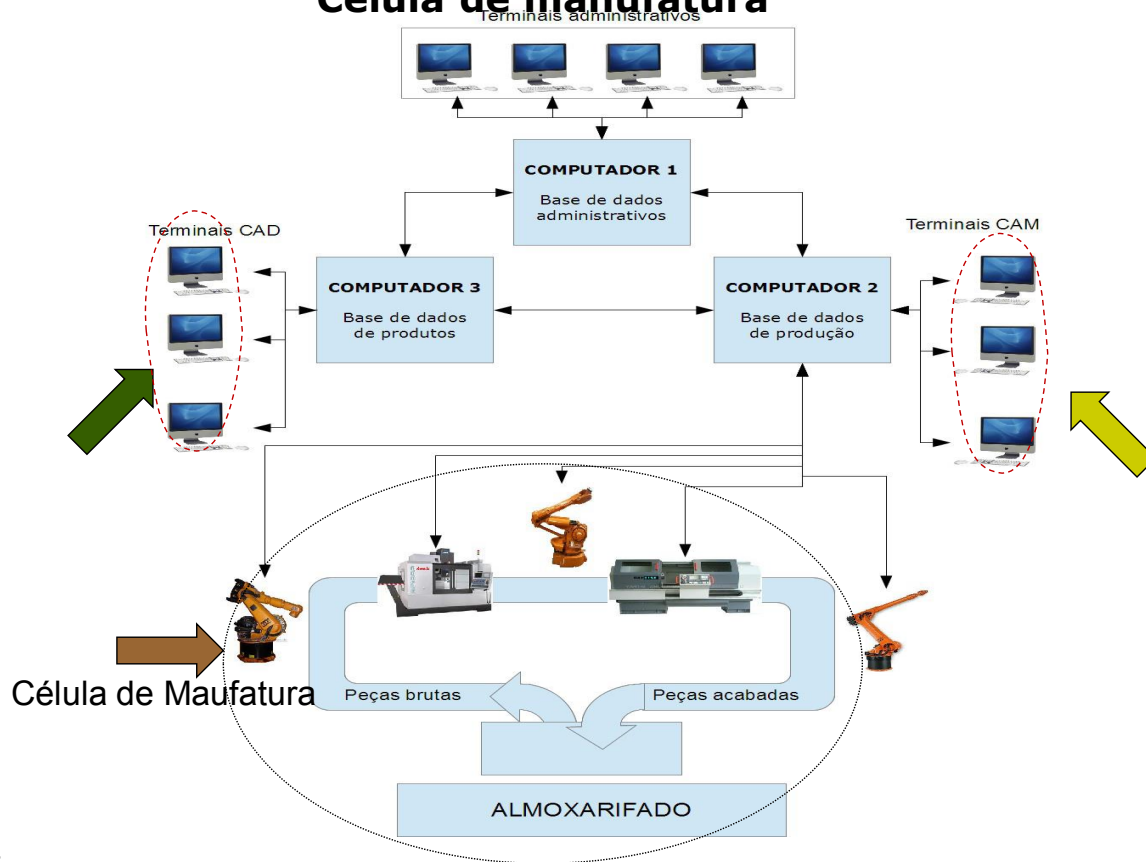 Célula de manufatura
Terminais administrativos
COMPUTADOR 1
Base de dados
administrativos
Terminais CAD
Terminais CAM
COMPUTADOR 3
Base de dados
de produtos
COMPUTADOR 2
Base de dados
de produção
Célula de Maufatura
Peças brutas
Peças acabadas
ALMOXARIFADO